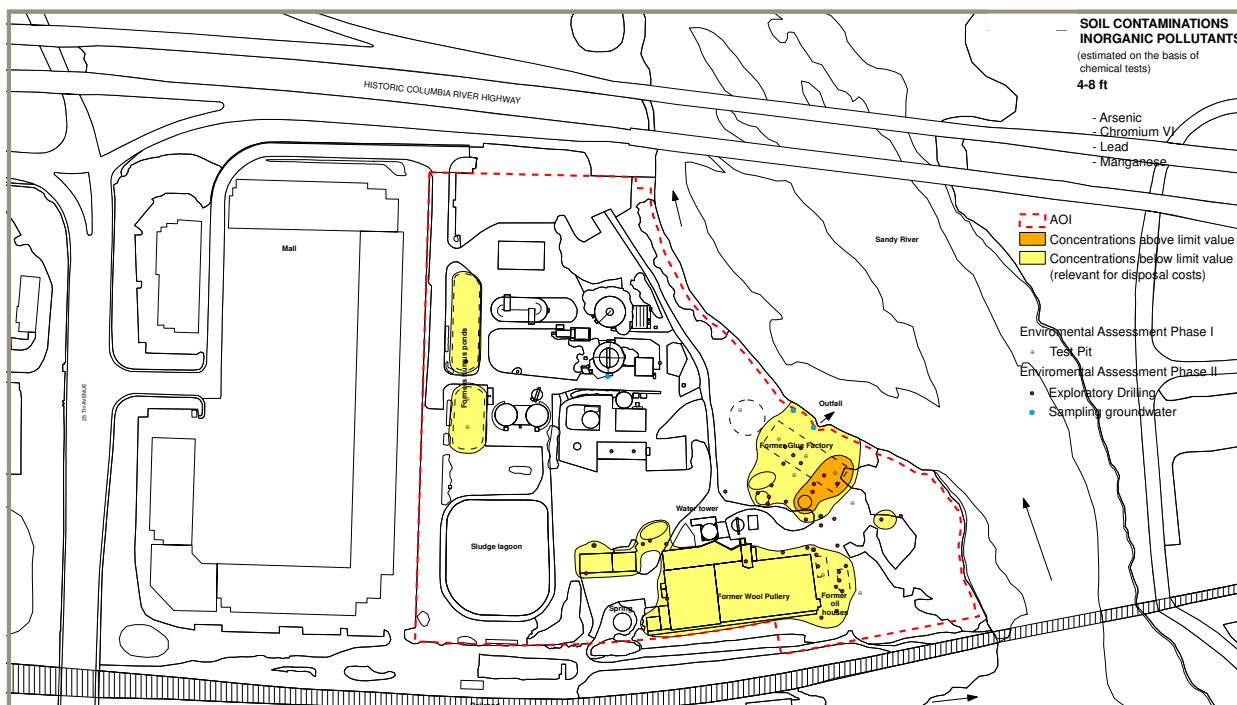 SOIL CONTAMINATIONS
INORGANIC POLLUTANTS
(estimated on the basis of
chemical tests)
4-8 ft
- Arsenic
- Chromium VI
- Lead
- Manganose
AOI
Concentrations above limit value
Concentrations below limit value
(relevant for disposal costs)
Enviromental Assessment Phase I
Test Pit
Enviromental Assessment Phase II
Exploratory Drilling
Sampling groundwater
HISTORIC COLUMBIA RIVER HIGHWAY
Mall
Sandy River
25 TH AVENUE
Outfall
Former Glue Factory
Water tower
Sludge lagoon
Former Wool Pullery
Former
oil
houses
Spring